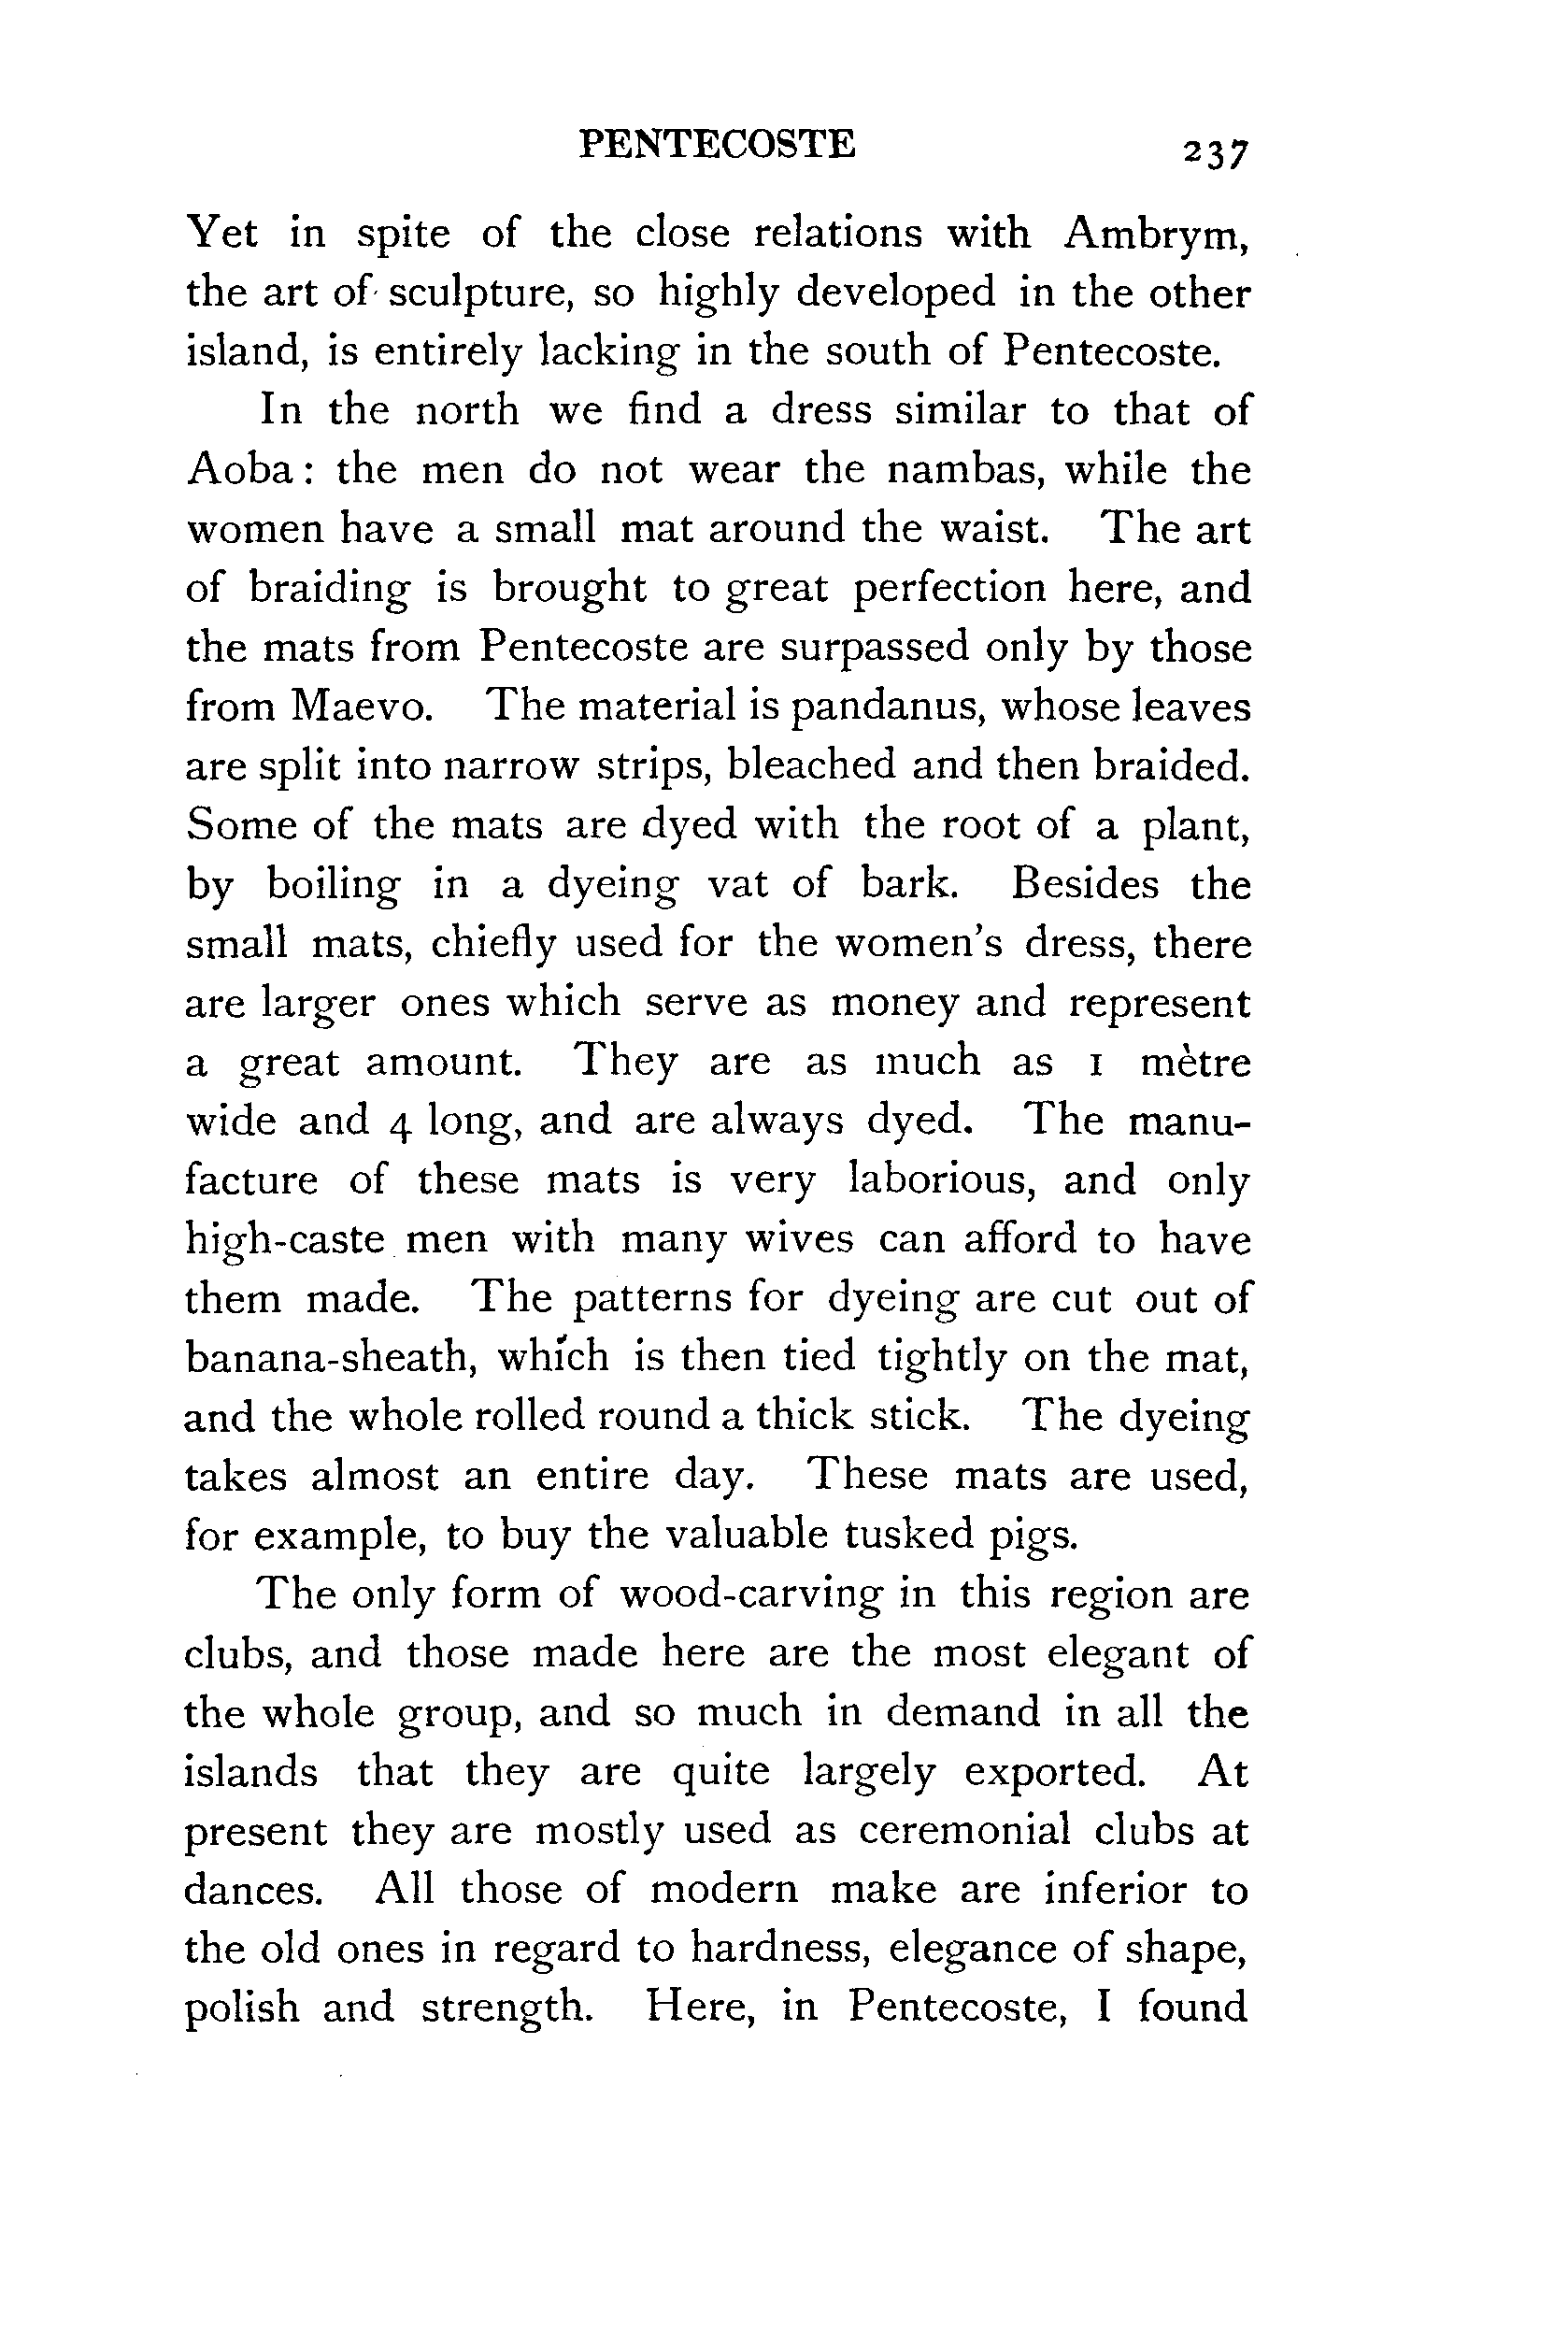 PENTECOSTE 237
Yet in spite of the close relations with Ambrym,
the art of sculpture, so highly developed in the other
island, is entirely lacking in the south of Pentecoste.
In the north we find a dress similar to that of
Aoba: the men do not wear the nambas, while the
women have a small mat around the waist. The art
of braiding is brought to great perfection here, and
the mats from Pentecoste are surpassed only by those
from Maevo. The material is pandanus, whose leaves
are split into narrow strips, bleached and then braided.
Some of the mats are dyed with the root of a plant,
by boiling in a dyeing vat of bark. Besides the
small mats, chiefly used for the women's dress, there
are larger ones which serve as money and represent
a great amount. They are as much as 1 mètre
wide and 4 long, and are always dyed. The manu-
facture of these mats is very laborious, and only
high-caste men with many wives can afford to have
them made. The patterns for dyeing are cut out of
banana-sheath, which is then tied tightly on the mat,
and the whole rolled round a thick stick. The dyeing
takes almost an entire day. These mats are used,
for example, to buy the valuable tusked pigs.
The only form of wood-carving in this region are
clubs, and those made here are the most elegant of
the whole group, and so much in demand in all the
islands that they are quite largely exported. At
present they are mostly used as ceremonial clubs at
dances. All those of modern make are inferior to
the old ones in regard to hardness, elegance of shape,
polish and strength. Here, in Pentecoste, I found